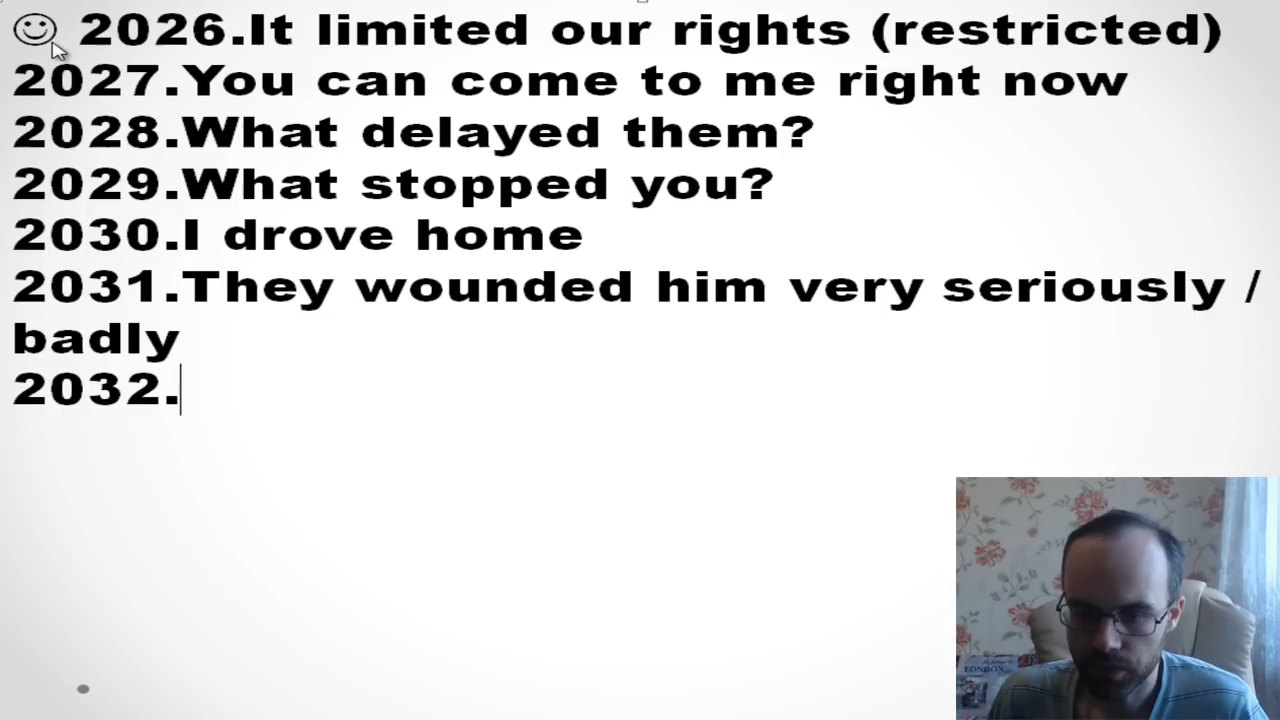 ☺ 2026.It limited our rights (restricted)
2027.You can come to me right now
2028.What delayed them?
2029.What stopped you?
2030.I drove home
2031.They wounded him very seriously /
badly
2032.
LONDON